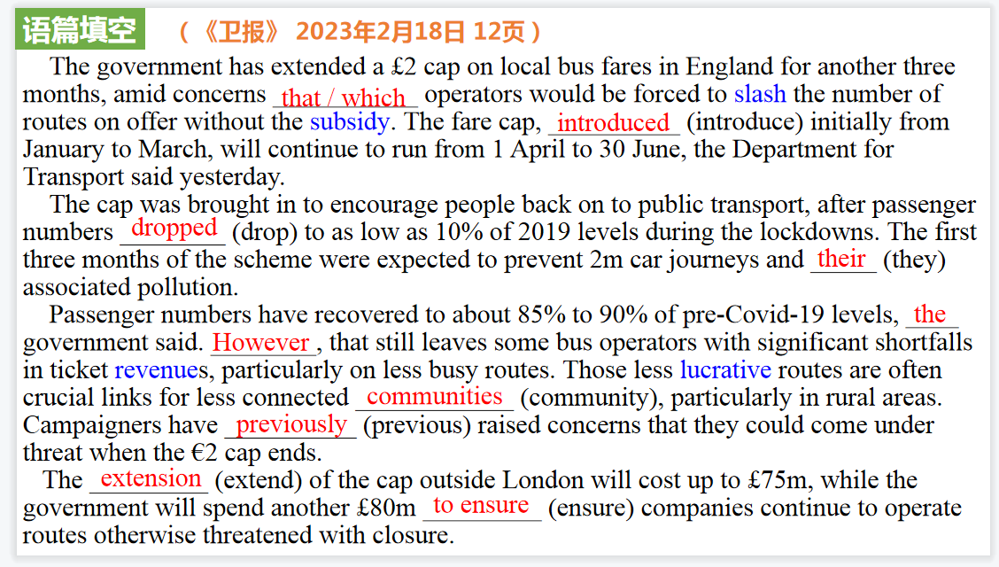 语篇填空 （《卫报》 2023年2月18日 12页）
The government has extended a £2 cap on local bus fares in England for another three
months, amid concerns that / which operators would be forced to slash the number of
routes on offer without the subsidy. The fare cap, introduced (introduce) initially from
January to March, will continue to run from 1 April to 30 June, the Department for
Transport said yesterday.
The cap was brought in to encourage people back on to public transport, after passenger
numbers dropped (drop) to as low as 10% of 2019 levels during the lockdowns. The first
three months of the scheme were expected to prevent 2m car journeys and their (they)
associated pollution.
Passenger numbers have recovered to about 85% to 90% of pre-Covid-19 levels, the
government said. However, that still leaves some bus operators with significant shortfalls
in ticket revenues, particularly on less busy routes. Those less lucrative routes are often
crucial links for less connected communities (community), particularly in rural areas.
Campaigners have previously (previous) raised concerns that they could come under
threat when the €2 cap ends.
The extension (extend) of the cap outside London will cost up to £75m, while the
government will spend another £80m to ensure (ensure) companies continue to operate
routes otherwise threatened with closure.